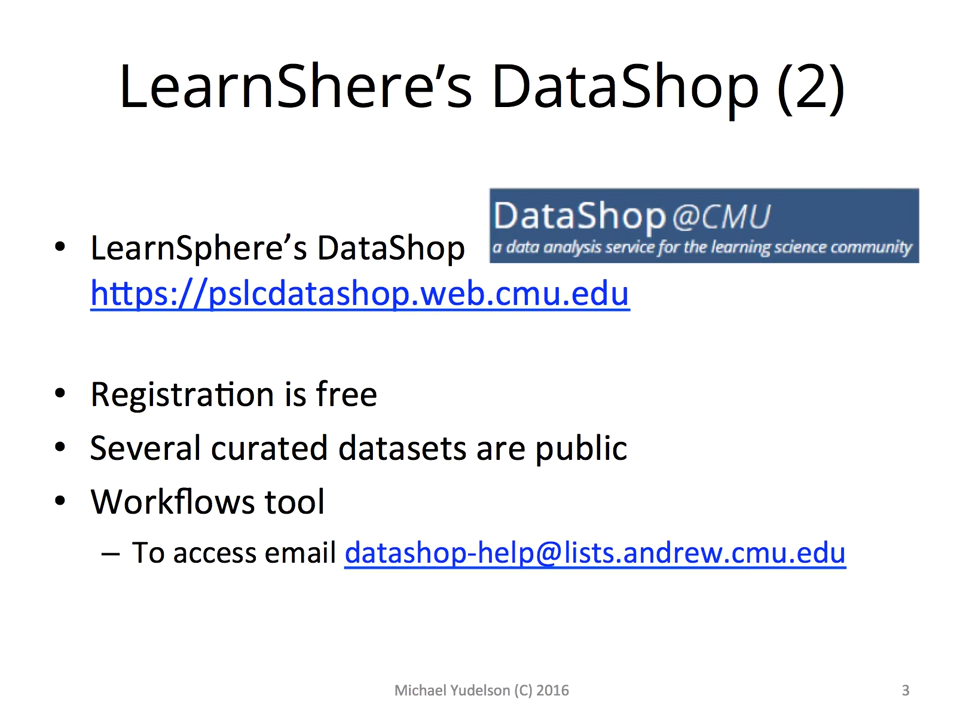 LearnShere’s DataShop (2)
DataShop @CMU
a data analysis service for the learning science community
• LearnSphere’s DataShop
https://pslcdatashop.web.cmu.edu
• Registration is free
• Several curated datasets are public
• Workflows tool
– To access email datashop-help@lists.andrew.cmu.edu
Michael Yudelson (C) 2016
3